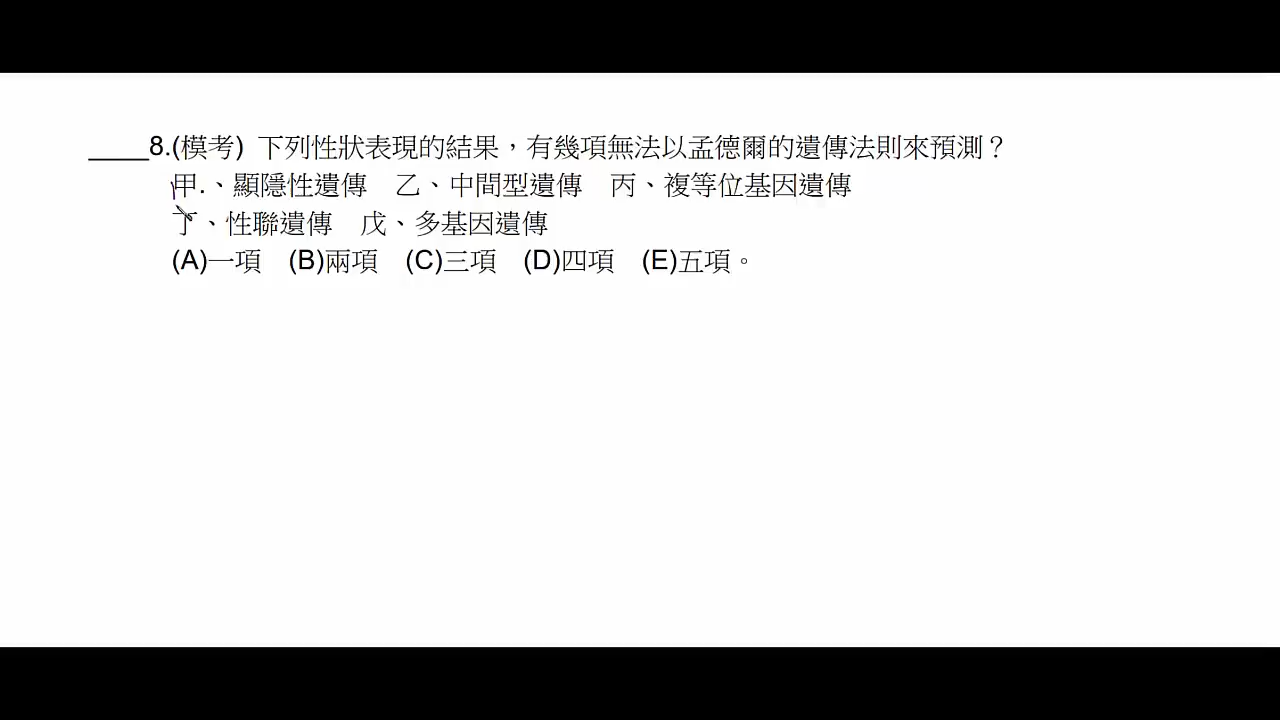 ____8.(模考) 下列性狀表現的結果，有幾項無法以孟德爾的遺傳法則來預測？
甲.、顯隱性遺傳 乙、中間型遺傳 丙、複等位基因遺傳
丁、性聯遺傳 戊、多基因遺傳
(A)一項 (B)兩項 (C)三項 (D)四項 (E)五項。